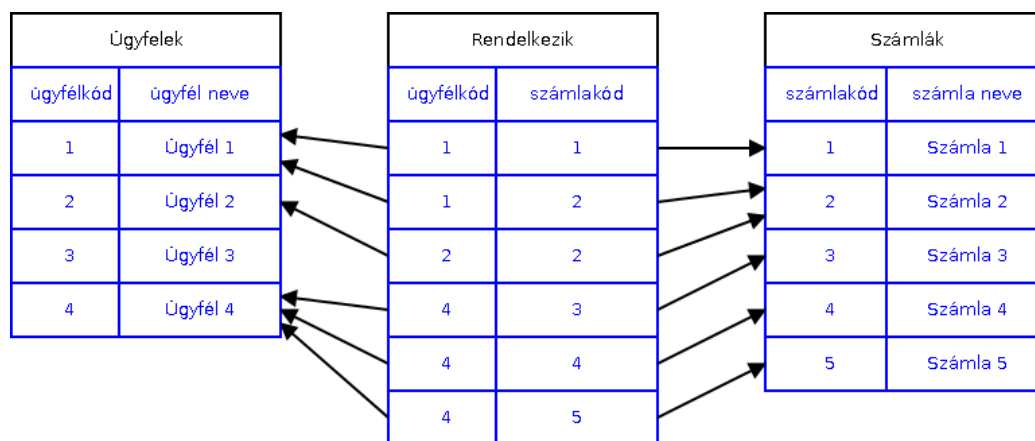 Ügyfelek
ügyfélkód ügyfél neve
1 Ügyfél 1
2 Ügyfél 2
3 Ügyfél 3
4 Ügyfél 4
Rendelkezik
ügyfélkód számlakód
1 1
1 2
2 2
4 3
4 4
4 5
Számlák
számlakód számla neve
1 Számla 1
2 Számla 2
3 Számla 3
4 Számla 4
5 Számla 5